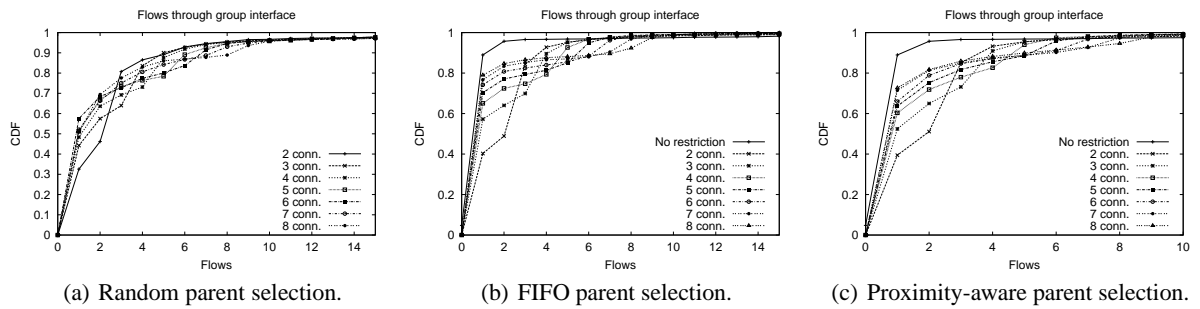 Flows through group interface
CDF
1
0.9
0.8
0.7
0.6
0.5
0.4
0.3
0.2
0.1
0
2 conn.
3 conn.
4 conn.
5 conn.
6 conn.
7 conn.
8 conn.
0 2 4 6 8 10 12 14
Flows
(a) Random parent selection.
Flows through group interface
CDF
1
0.8
0.6
0.4
0.2
0
No restriction
2 conn.
3 conn.
4 conn.
5 conn.
6 conn.
7 conn.
8 conn.
0 2 4 6 8 10 12 14
Flows
(b) FIFO parent selection.
Flows through group interface
CDF
1
0.8
0.6
0.4
0.2
0
No restriction
2 conn.
3 conn.
4 conn.
5 conn.
6 conn.
7 conn.
8 conn.
0 2 4 6 8 10
Flows
(c) Proximity-aware parent selection.